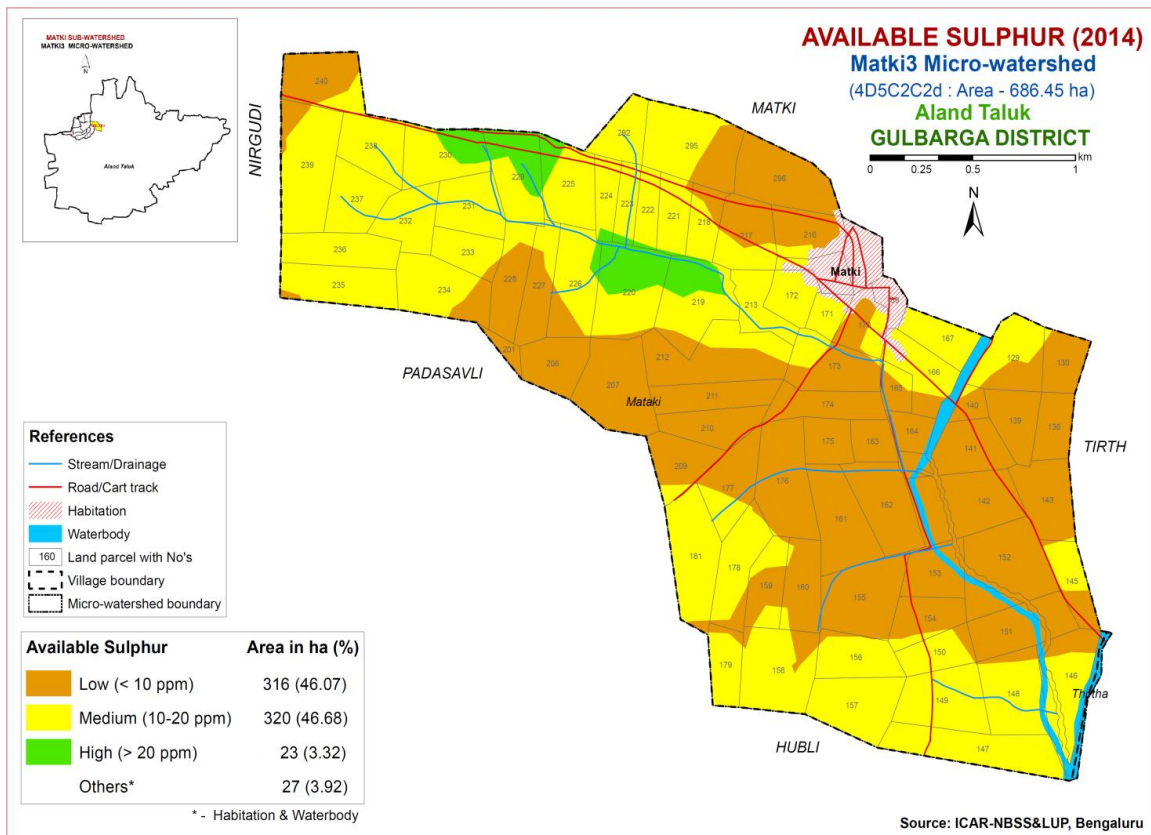 MATKI SUB-WATERSHED
MATKI3 MICRO-WATERSHED
N
Aland Taluk
AVAILABLE SULPHUR (2014)
Matki3 Micro-watershed
(4D5C2C2d : Area - 686.45 ha)
Aland Taluk
GULBARGA DISTRICT
km
0 0.25 0.5 1
N
NIRGUDI
MATKI
PADASAVLI
TIRTH
HUBLI
Matki
Mataki
240
292
295
238
230
239
229
225
296
237
224
231
223
222
221
232
218
217
216
236
233
228
227
226
235
234
220
219
213
172
171
167
129
130
201
206
212
173
168
207
165
211
174
140
139
138
210
175
163
164
141
209
177
176
162
142
143
161
181
178
152
159
160
153
145
155
154
151
179
158
156
150
146
157
149
148
147
References
Stream/Drainage
Road/Cart track
Habitation
Waterbody
160 Land parcel with No's
Village boundary
Micro-watershed boundary
Available Sulphur Area in ha (%)
Low (< 10 ppm) 316 (46.07)
Medium (10-20 ppm) 320 (46.68)
High (> 20 ppm) 23 (3.32)
Others* 27 (3.92)
* - Habitation & Waterbody
Source: ICAR-NBSS&LUP, Bengaluru